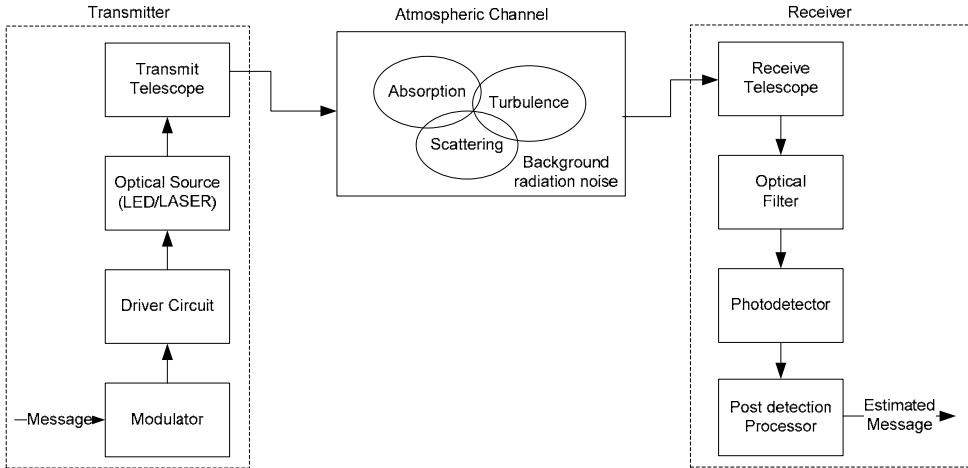 Transmitter
Transmit
Telescope
Optical Source
(LED/LASER)
Driver Circuit
Message
Modulator
Atmospheric Channel
Absorption
Turbulence
Scattering
Background
radiation noise
Receiver
Receive
Telescope
Optical
Filter
Photodetector
Post detection
Processor
Estimated
Message